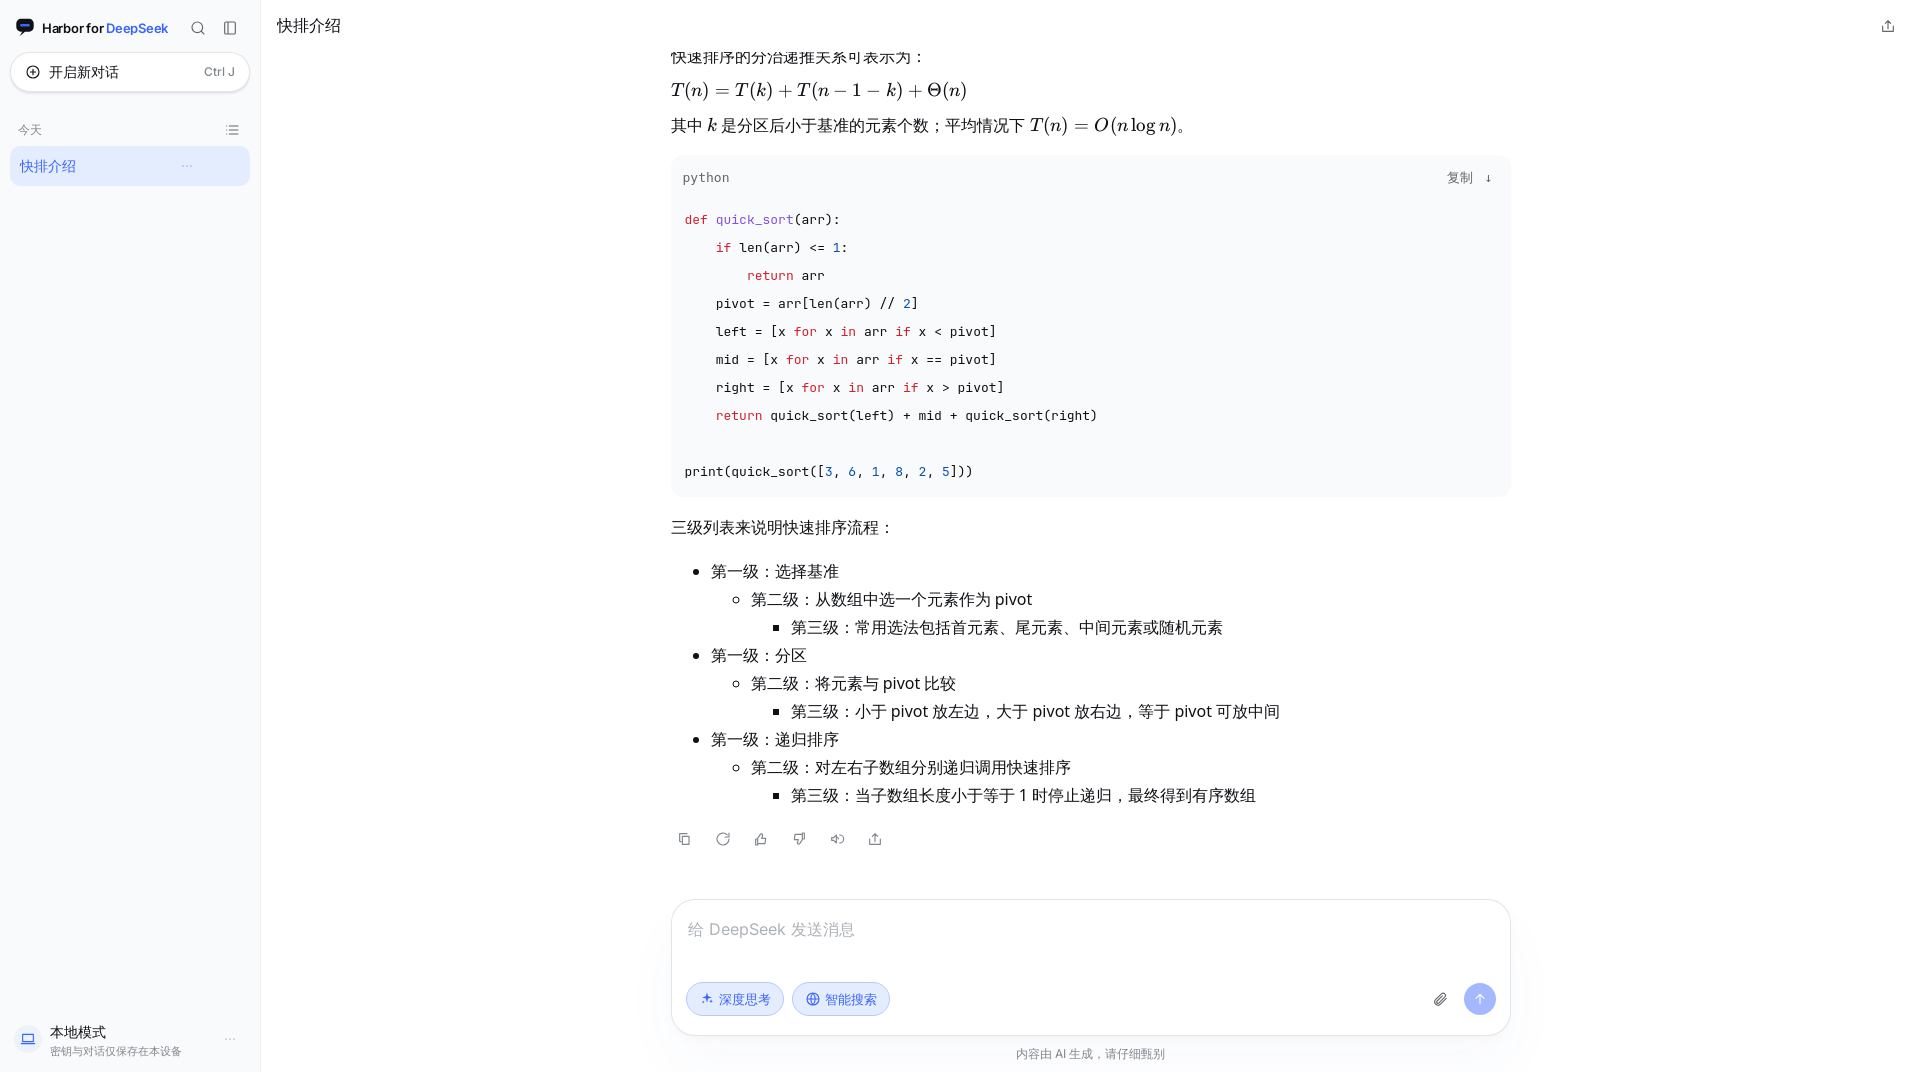 Harbor for DeepSeek
开启新对话 Ctrl J
今天
快排介绍
本地模式
密钥与对话仅保存在本设备
快排介绍
快速排序的分治递推关系可表示为：
T(n) = T(k) + T(n − 1 − k) + Θ(n)
其中 k 是分区后小于基准的元素个数；平均情况下 T(n) = O(n log n)。
python 复制 ↓
def quick_sort(arr):
    if len(arr) <= 1:
        return arr
    pivot = arr[len(arr) // 2]
    left = [x for x in arr if x < pivot]
    mid = [x for x in arr if x == pivot]
    right = [x for x in arr if x > pivot]
    return quick_sort(left) + mid + quick_sort(right)
print(quick_sort([3, 6, 1, 8, 2, 5]))
三级列表来说明快速排序流程：
第一级：选择基准
第二级：从数组中选一个元素作为 pivot
第三级：常用选法包括首元素、尾元素、中间元素或随机元素
第一级：分区
第二级：将元素与 pivot 比较
第三级：小于 pivot 放左边，大于 pivot 放右边，等于 pivot 可放中间
第一级：递归排序
第二级：对左右子数组分别递归调用快速排序
第三级：当子数组长度小于等于 1 时停止递归，最终得到有序数组
给 DeepSeek 发送消息
深度思考 智能搜索
内容由 AI 生成，请仔细甄别